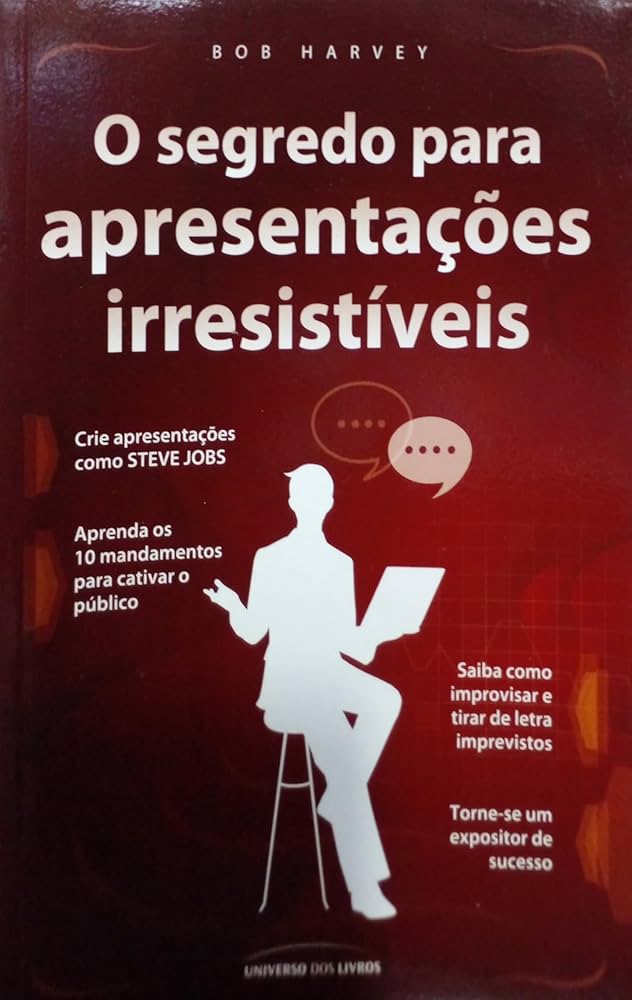 BOB HARVEY
O segredo para
apresentações
irresistíveis
Crie apresentações
como STEVE JOBS
Aprenda os
10 mandamentos
para cativar o
público
Saiba como
improvisar e
tirar de letra
imprevistos
Torne-se um
expositor de
sucesso
UNIVERSO DOS LIVROS